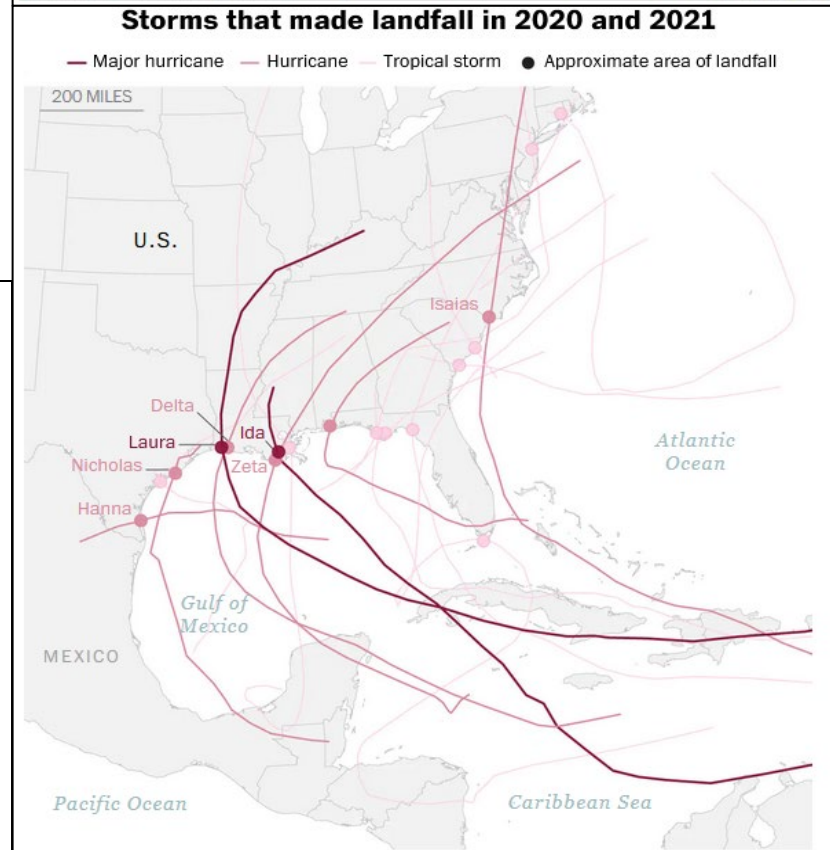 Storms that made landfall in 2020 and 2021
Major hurricane Hurricane Tropical storm Approximate area of landfall
200 MILES
U.S.
Isaias
Delta
Laura
Ida
Nicholas
Zeta
Hanna
Atlantic
Ocean
Gulf of
Mexico
MEXICO
Pacific Ocean
Caribbean Sea